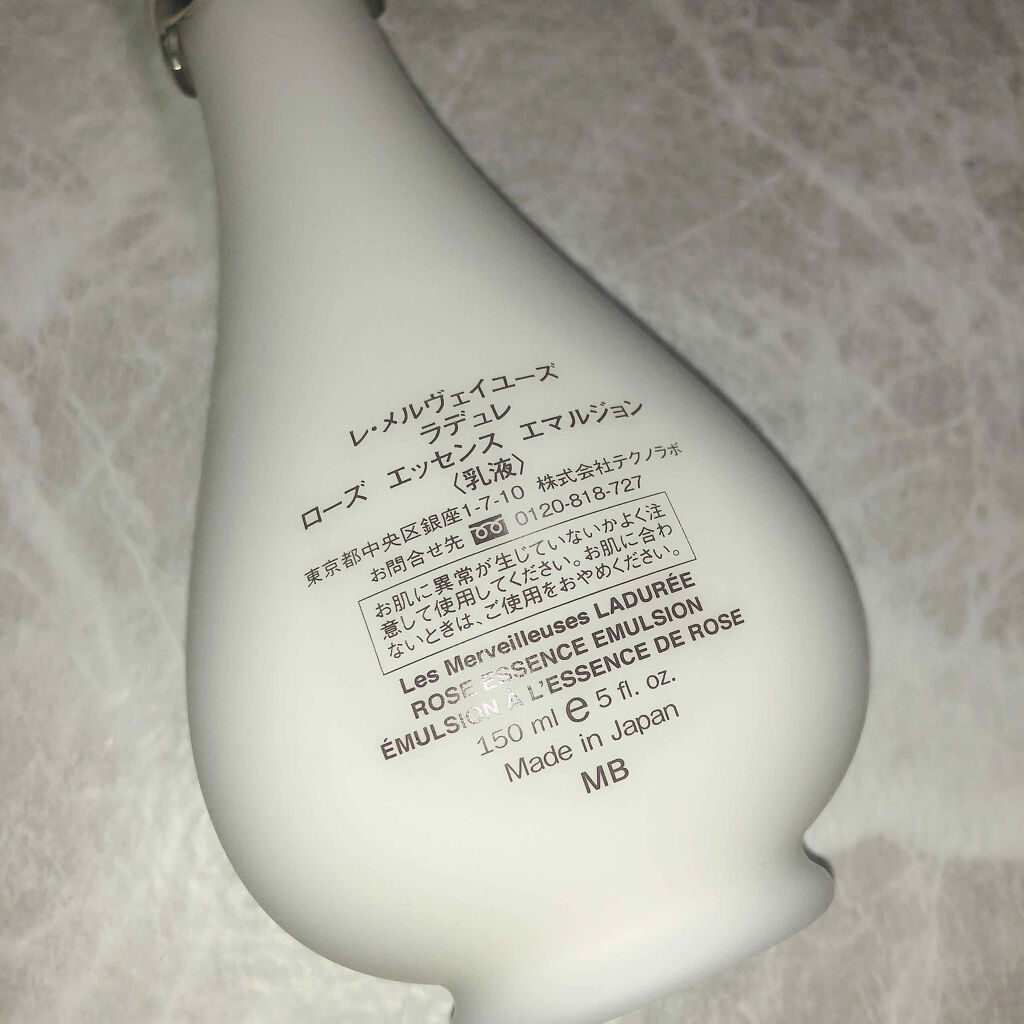 レ・メルヴェイユーズ
ラデュレ
ローズ エッセンス エマルジョン
〈乳液〉
東京都中央区銀座1-7-10 株式会社テクノラボ
お問合せ先 0120-818-727
お肌に異常が生じていないかよく注
意して使用してください。お肌に合わ
ないときは、ご使用をおやめください。
Les Merveilleuses LADURÉE
ROSE ESSENCE EMULSION
ÉMULSION À L'ESSENCE DE ROSE
150 ml e 5 fl. oz.
Made in Japan
MB